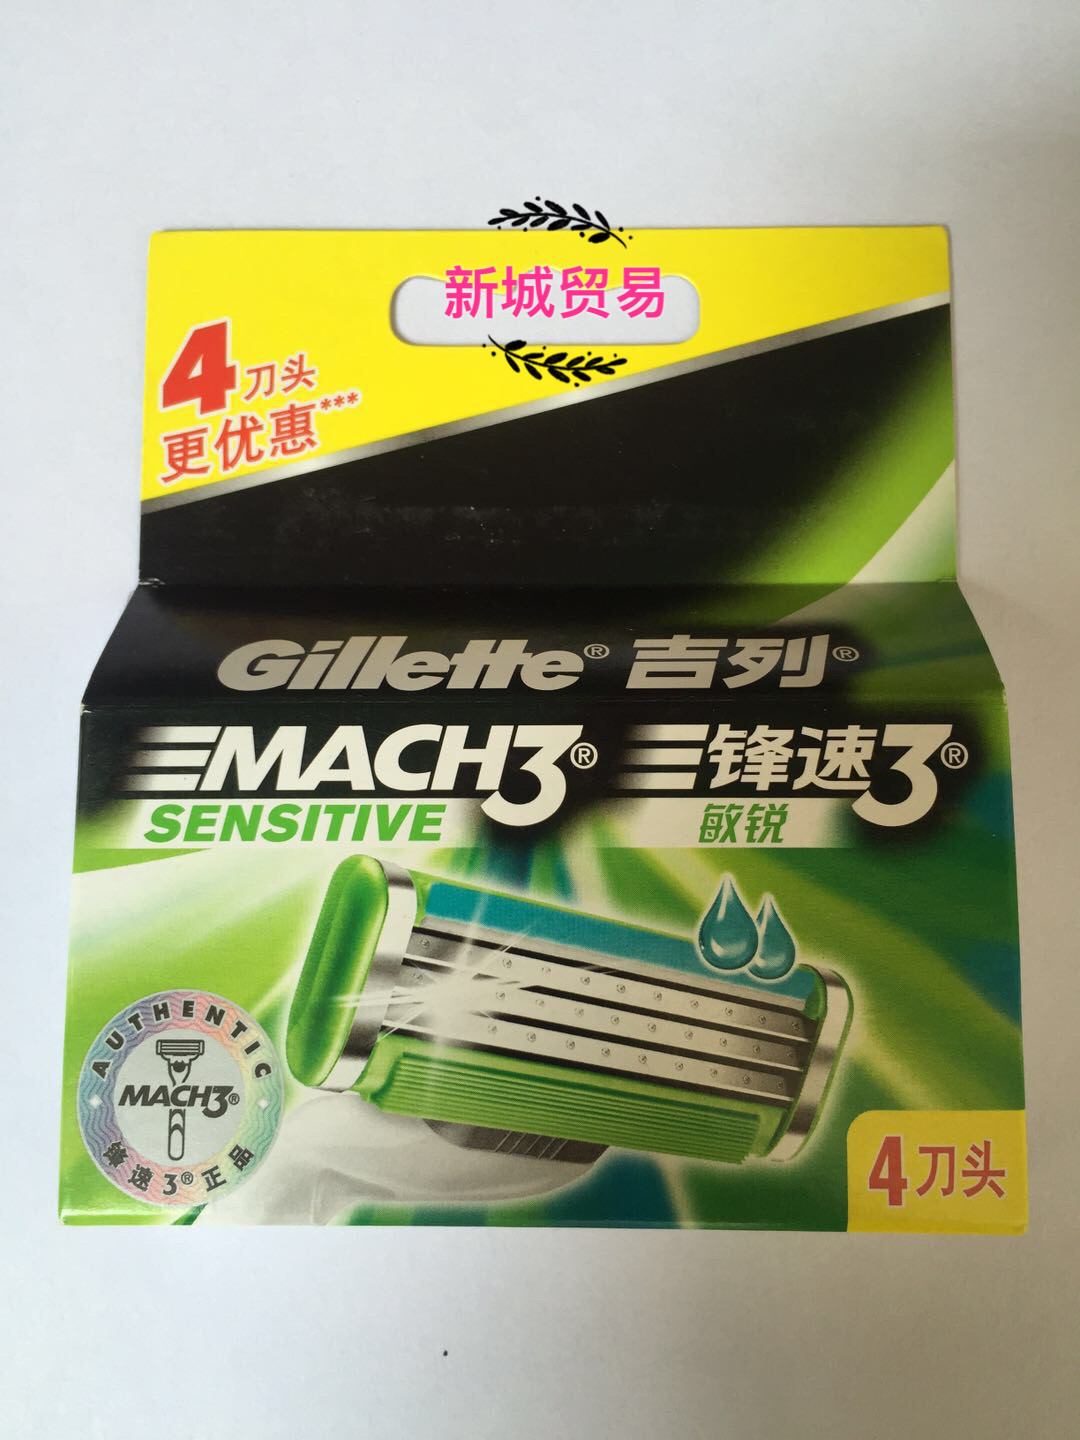 新城贸易
4刀头
更优惠***
Gillette® 吉列®
MACH3® 锋速3®
SENSITIVE 敏锐
AUTHENTIC
MACH3®
锋速3®正品
4刀头